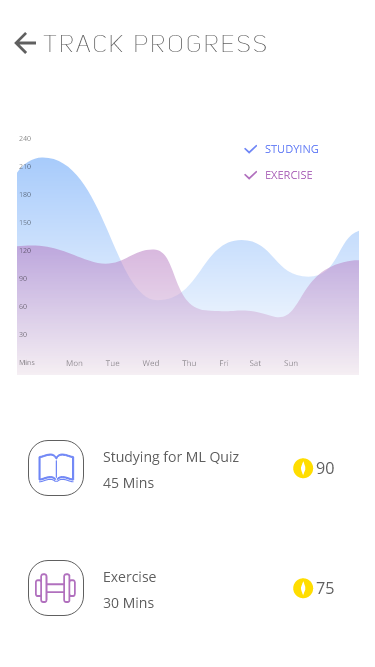 TRACK PROGRESS
240
210
180
150
120
90
60
30
Mins Mon Tue Wed Thu Fri Sat Sun
STUDYING
EXERCISE
Studying for ML Quiz
45 Mins
90
Exercise
30 Mins
75